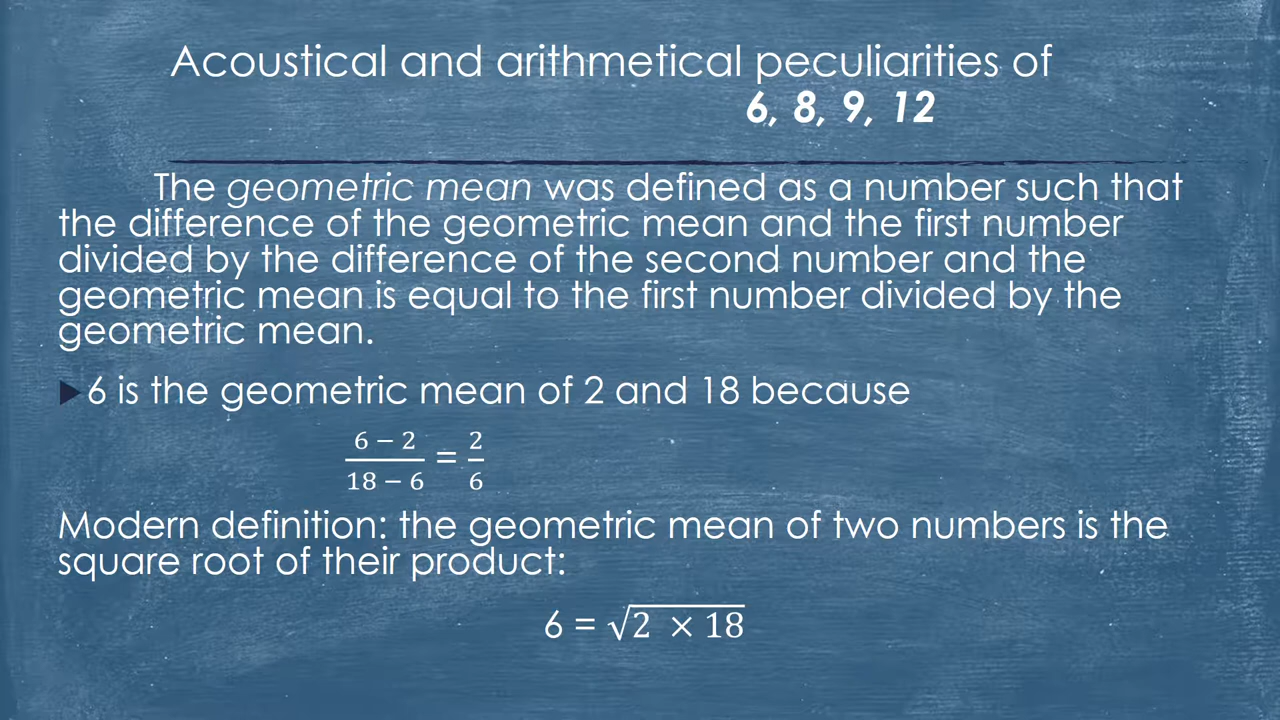 Acoustical and arithmetical peculiarities of
6, 8, 9, 12
The geometric mean was defined as a number such that
the difference of the geometric mean and the first number
divided by the difference of the second number and the
geometric mean is equal to the first number divided by the
geometric mean.
▶6 is the geometric mean of 2 and 18 because
(6 − 2)/(18 − 6) = 2/6
Modern definition: the geometric mean of two numbers is the
square root of their product:
6 = √(2 × 18)